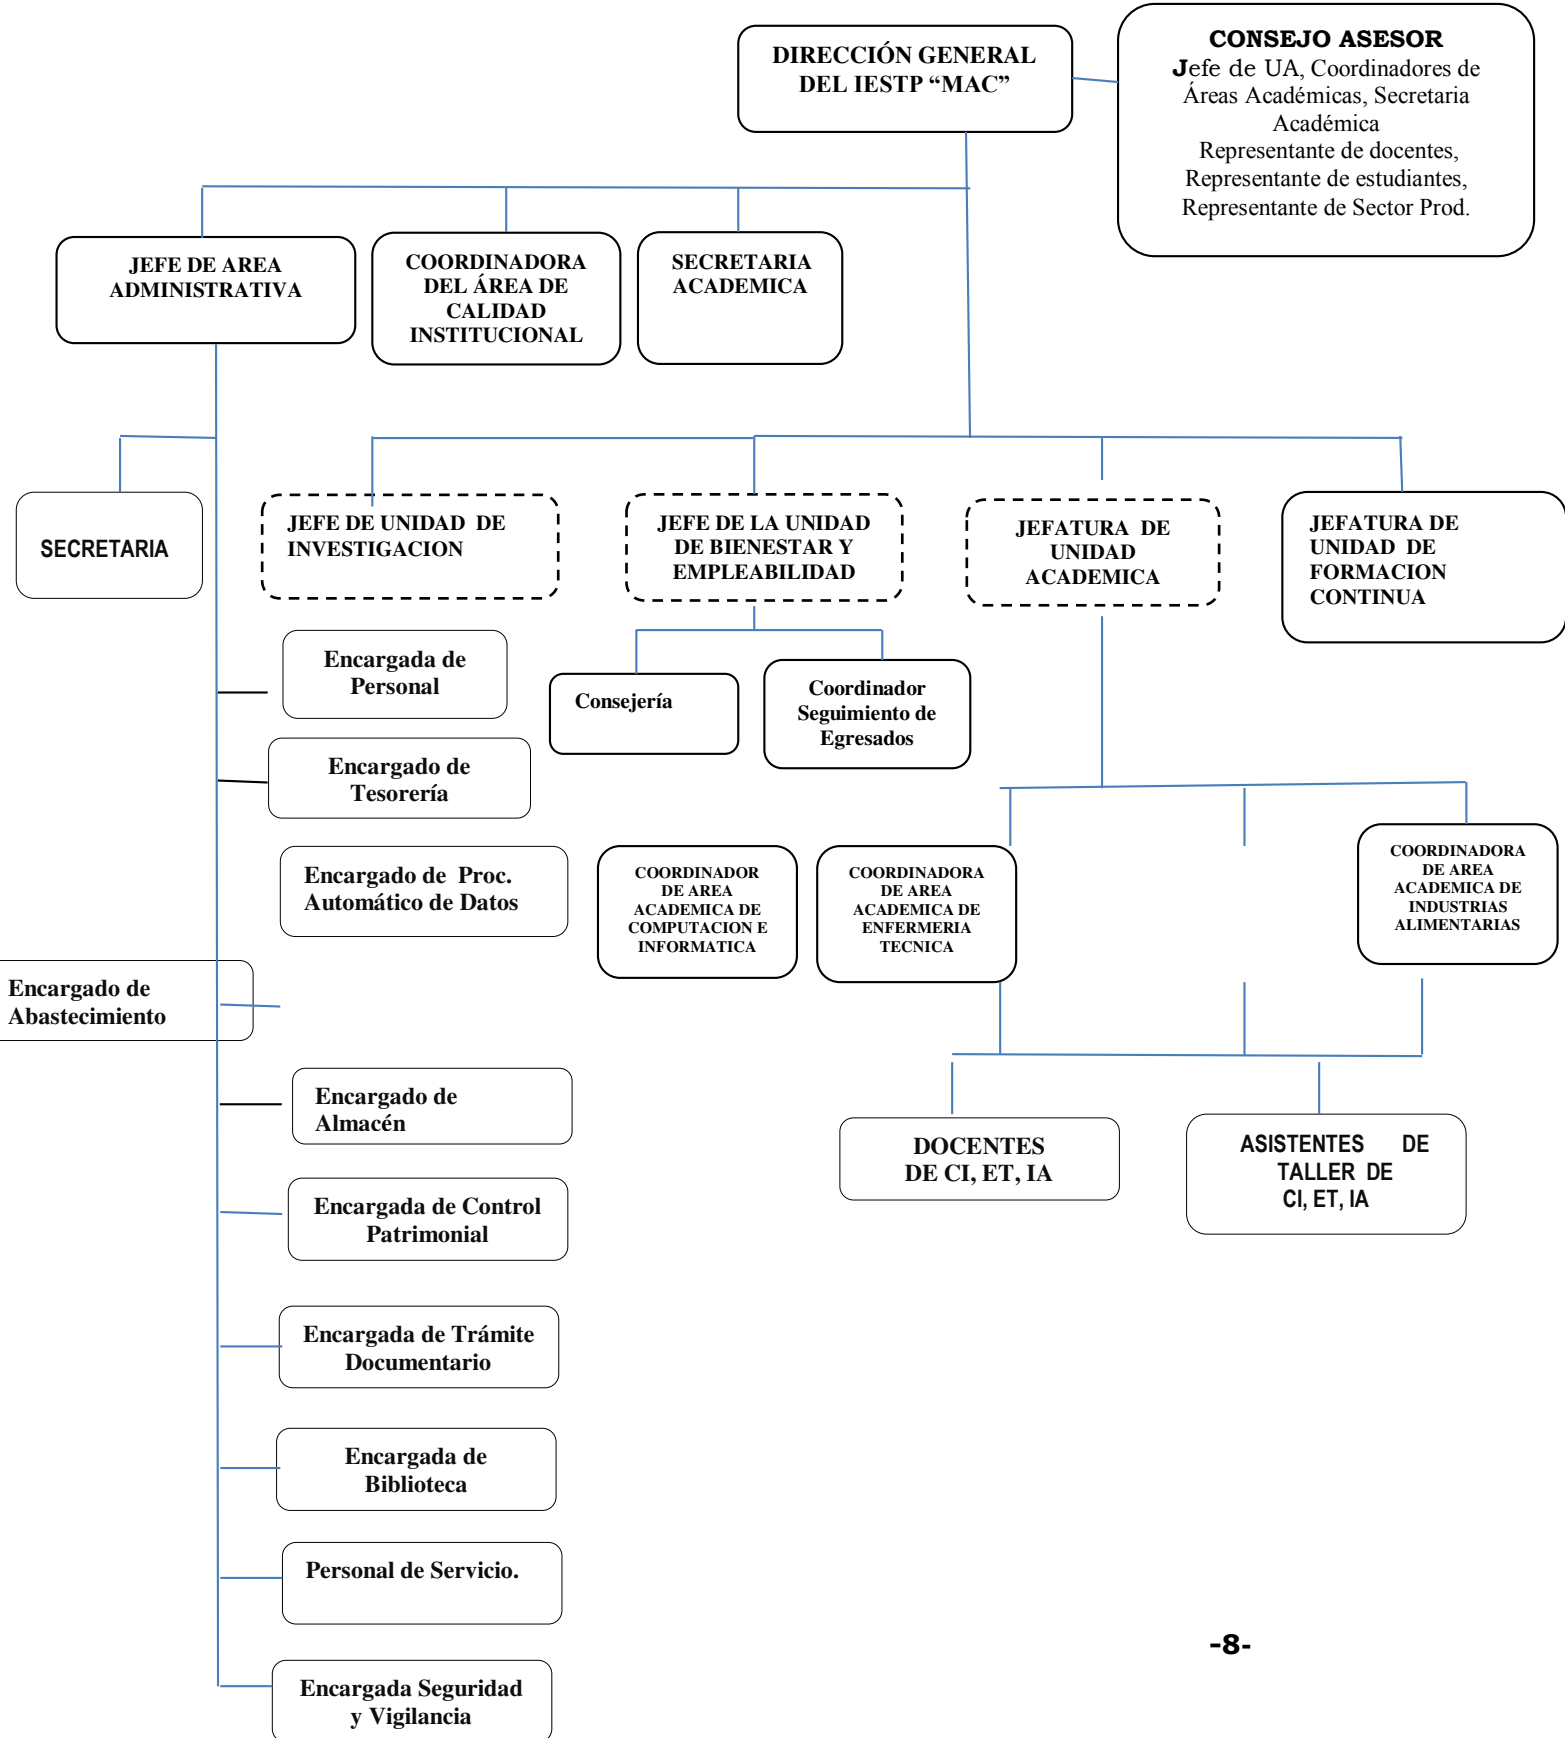 DIRECCIÓN GENERAL
DEL IESTP “MAC”
CONSEJO ASESOR
Jefe de UA, Coordinadores de
Áreas Académicas, Secretaria
Académica
Representante de docentes,
Representante de estudiantes,
Representante de Sector Prod.
JEFE DE AREA
ADMINISTRATIVA
COORDINADORA
DEL ÁREA DE
CALIDAD
INSTITUCIONAL
SECRETARIA
ACADEMICA
SECRETARIA
JEFE DE UNIDAD DE
INVESTIGACION
JEFE DE LA UNIDAD
DE BIENESTAR Y
EMPLEABILIDAD
JEFATURA DE
UNIDAD
ACADEMICA
JEFATURA DE
UNIDAD DE
FORMACION
CONTINUA
Encargada de
Personal
Consejería
Coordinador
Seguimiento de
Egresados
Encargado de
Tesorería
Encargado de Proc.
Automático de Datos
COORDINADOR
DE AREA
ACADEMICA DE
COMPUTACION E
INFORMATICA
COORDINADORA
DE AREA
ACADEMICA DE
ENFERMERIA
TECNICA
COORDINADORA
DE AREA
ACADEMICA DE
INDUSTRIAS
ALIMENTARIAS
Encargado de
Abastecimiento
Encargado de
Almacén
DOCENTES
DE CI, ET, IA
ASISTENTES DE
TALLER DE
CI, ET, IA
Encargada de Control
Patrimonial
Encargada de Trámite
Documentario
Encargada de
Biblioteca
Personal de Servicio.
Encargada Seguridad
y Vigilancia
-8-